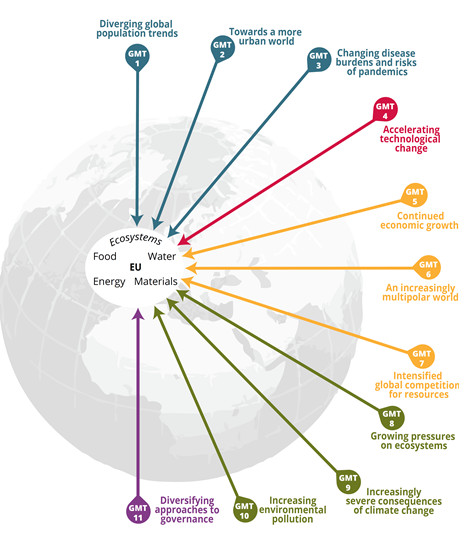 Diverging global
population trends
GMT
1
Towards a more
urban world
GMT
2
Changing disease
burdens and risks
of pandemics
GMT
3
GMT
4
Accelerating
technological
change
GMT
5
Continued
economic growth
GMT
6
An increasingly
multipolar world
GMT
7
Intensified
global competition
for resources
GMT
8
Growing pressures
on ecosystems
GMT
9
Increasingly
severe consequences
of climate change
GMT
10
Increasing
environmental
pollution
GMT
11
Diversifying
approaches to
governance
Ecosystems
Food Water
EU
Energy Materials